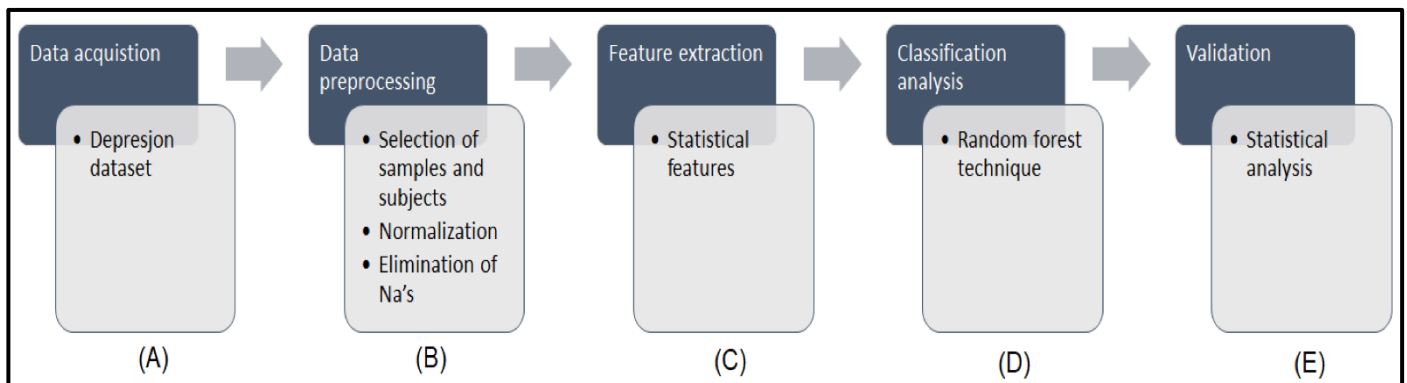 Data acquistion
• Depresjon
dataset
(A)
Data
preprocessing
• Selection of
samples and
subjects
• Normalization
• Elimination of
Na's
(B)
Feature extraction
• Statistical
features
(C)
Classification
analysis
• Random forest
technique
(D)
Validation
• Statistical
analysis
(E)